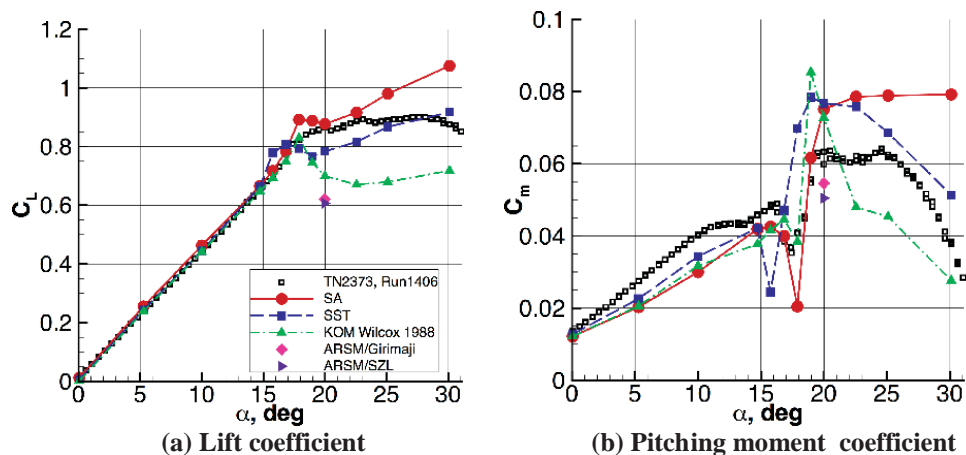 1.2
1
0.8
0.6
0.4
0.2
0
C_L
0 5 10 15 20 25 30
α, deg
TN2373, Run1406
SA
SST
KOM Wilcox 1988
ARSM/Girimaji
ARSM/SZL
(a) Lift coefficient
0.1
0.08
0.06
0.04
0.02
0
C_m
0 5 10 15 20 25 30
α, deg
(b) Pitching moment coefficient